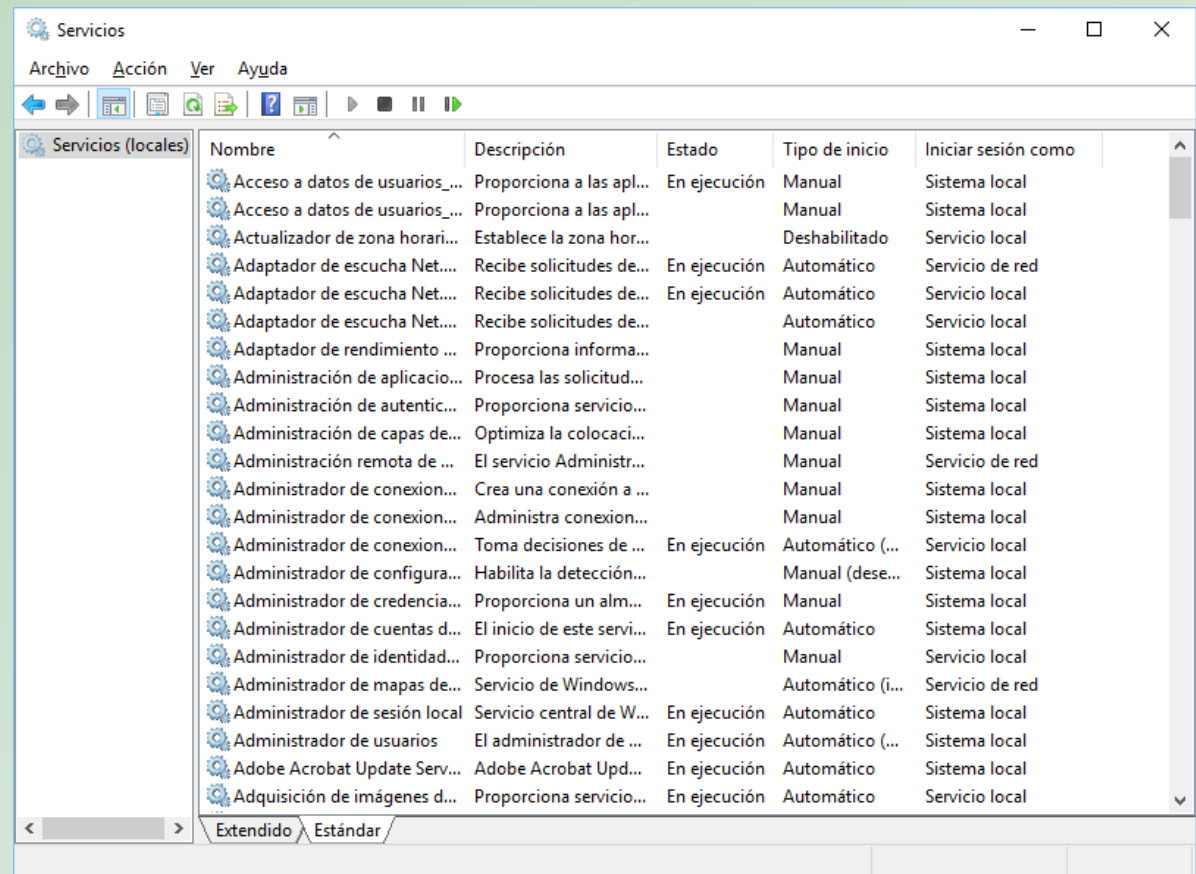 Servicios
Archivo Acción Ver Ayuda
Servicios (locales)
Nombre Descripción Estado Tipo de inicio Iniciar sesión como
Acceso a datos de usuarios_... Proporciona a las apl... En ejecución Manual Sistema local
Acceso a datos de usuarios_... Proporciona a las apl... Manual Sistema local
Actualizador de zona horari... Establece la zona hor... Deshabilitado Servicio local
Adaptador de escucha Net.... Recibe solicitudes de... En ejecución Automático Servicio de red
Adaptador de escucha Net.... Recibe solicitudes de... En ejecución Automático Servicio local
Adaptador de escucha Net.... Recibe solicitudes de... Automático Servicio local
Adaptador de rendimiento ... Proporciona informa... Manual Sistema local
Administración de aplicacio... Procesa las solicitud... Manual Sistema local
Administración de autentic... Proporciona servicio... Manual Sistema local
Administración de capas de... Optimiza la colocaci... Manual Sistema local
Administración remota de ... El servicio Administr... Manual Servicio de red
Administrador de conexion... Crea una conexión a ... Manual Sistema local
Administrador de conexion... Administra conexion... Manual Sistema local
Administrador de conexion... Toma decisiones de ... En ejecución Automático (... Servicio local
Administrador de configura... Habilita la detección... Manual (dese... Sistema local
Administrador de credencia... Proporciona un alm... En ejecución Manual Sistema local
Administrador de cuentas d... El inicio de este servi... En ejecución Automático Sistema local
Administrador de identidad... Proporciona servicio... Manual Servicio local
Administrador de mapas de... Servicio de Windows... Automático (i... Servicio de red
Administrador de sesión local Servicio central de W... En ejecución Automático Sistema local
Administrador de usuarios El administrador de ... En ejecución Automático (... Sistema local
Adobe Acrobat Update Serv... Adobe Acrobat Upd... En ejecución Automático Sistema local
Adquisición de imágenes d... Proporciona servicio... En ejecución Automático Servicio local
Extendido Estándar